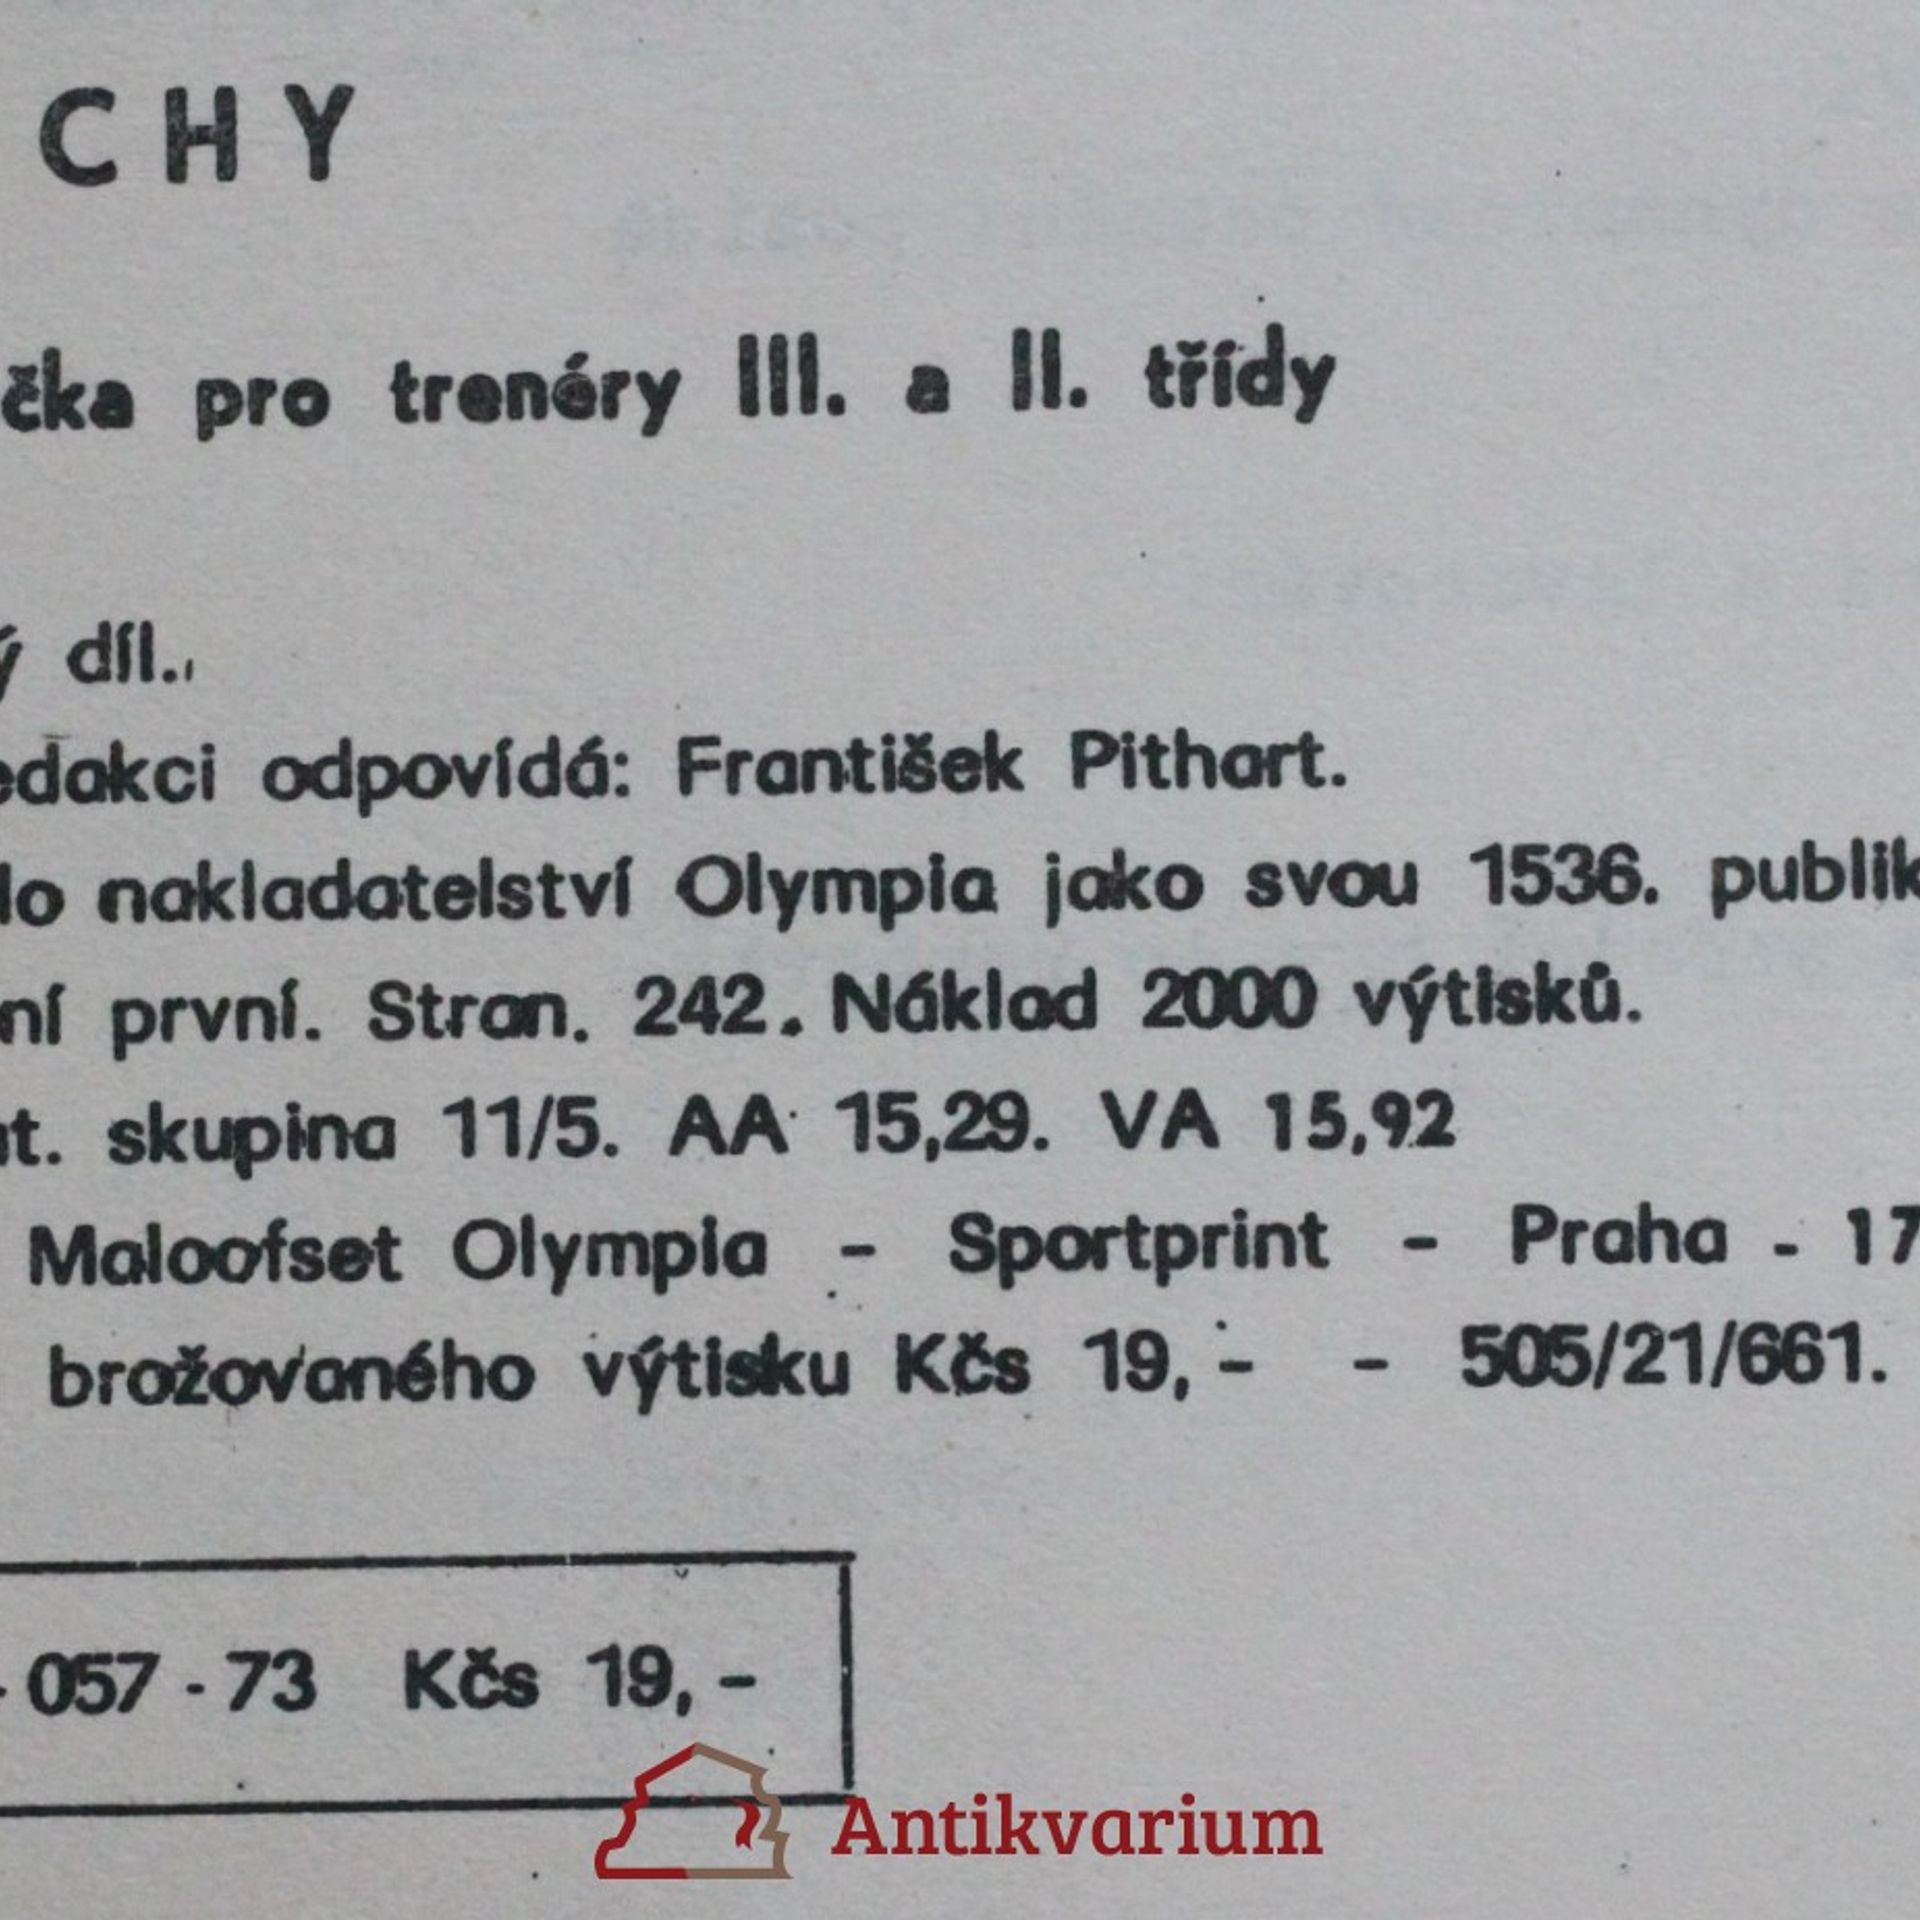 CHY
čka pro trenéry III. a II. třídy
ý díl.
edakci odpovídá: František Pithart.
lo nakladatelství Olympia jako svou 1536. publik
ní první. Stran. 242. Náklad 2000 výtisků.
at. skupina 11/5. AA 15,29. VA 15,92
Maloofset Olympia - Sportprint - Praha - 17
brožovaného výtisku Kčs 19,- - 505/21/661.
- 057 - 73 Kčs 19,-
Antikvarium